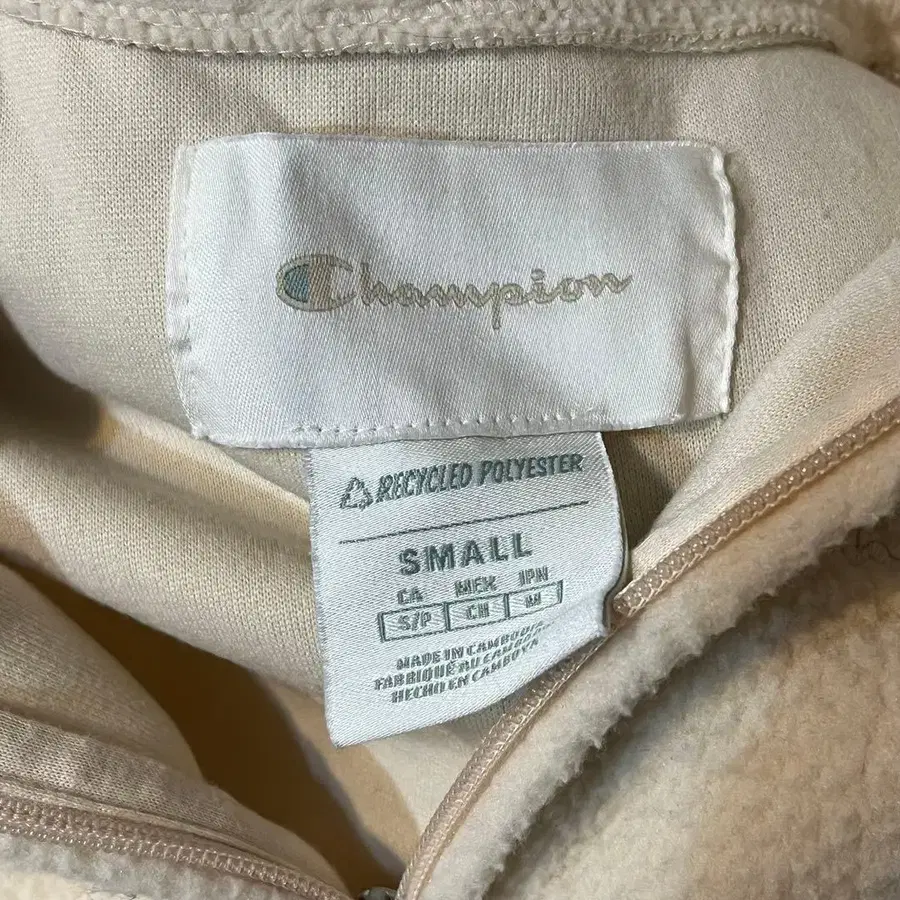 Champion
RECYCLED POLYESTER
SMALL
CA MEX JPN
S/P CH M
MADE IN CAMBODIA
FABRIQUÉ AU CAMBODGE
HECHO EN CAMBOYA